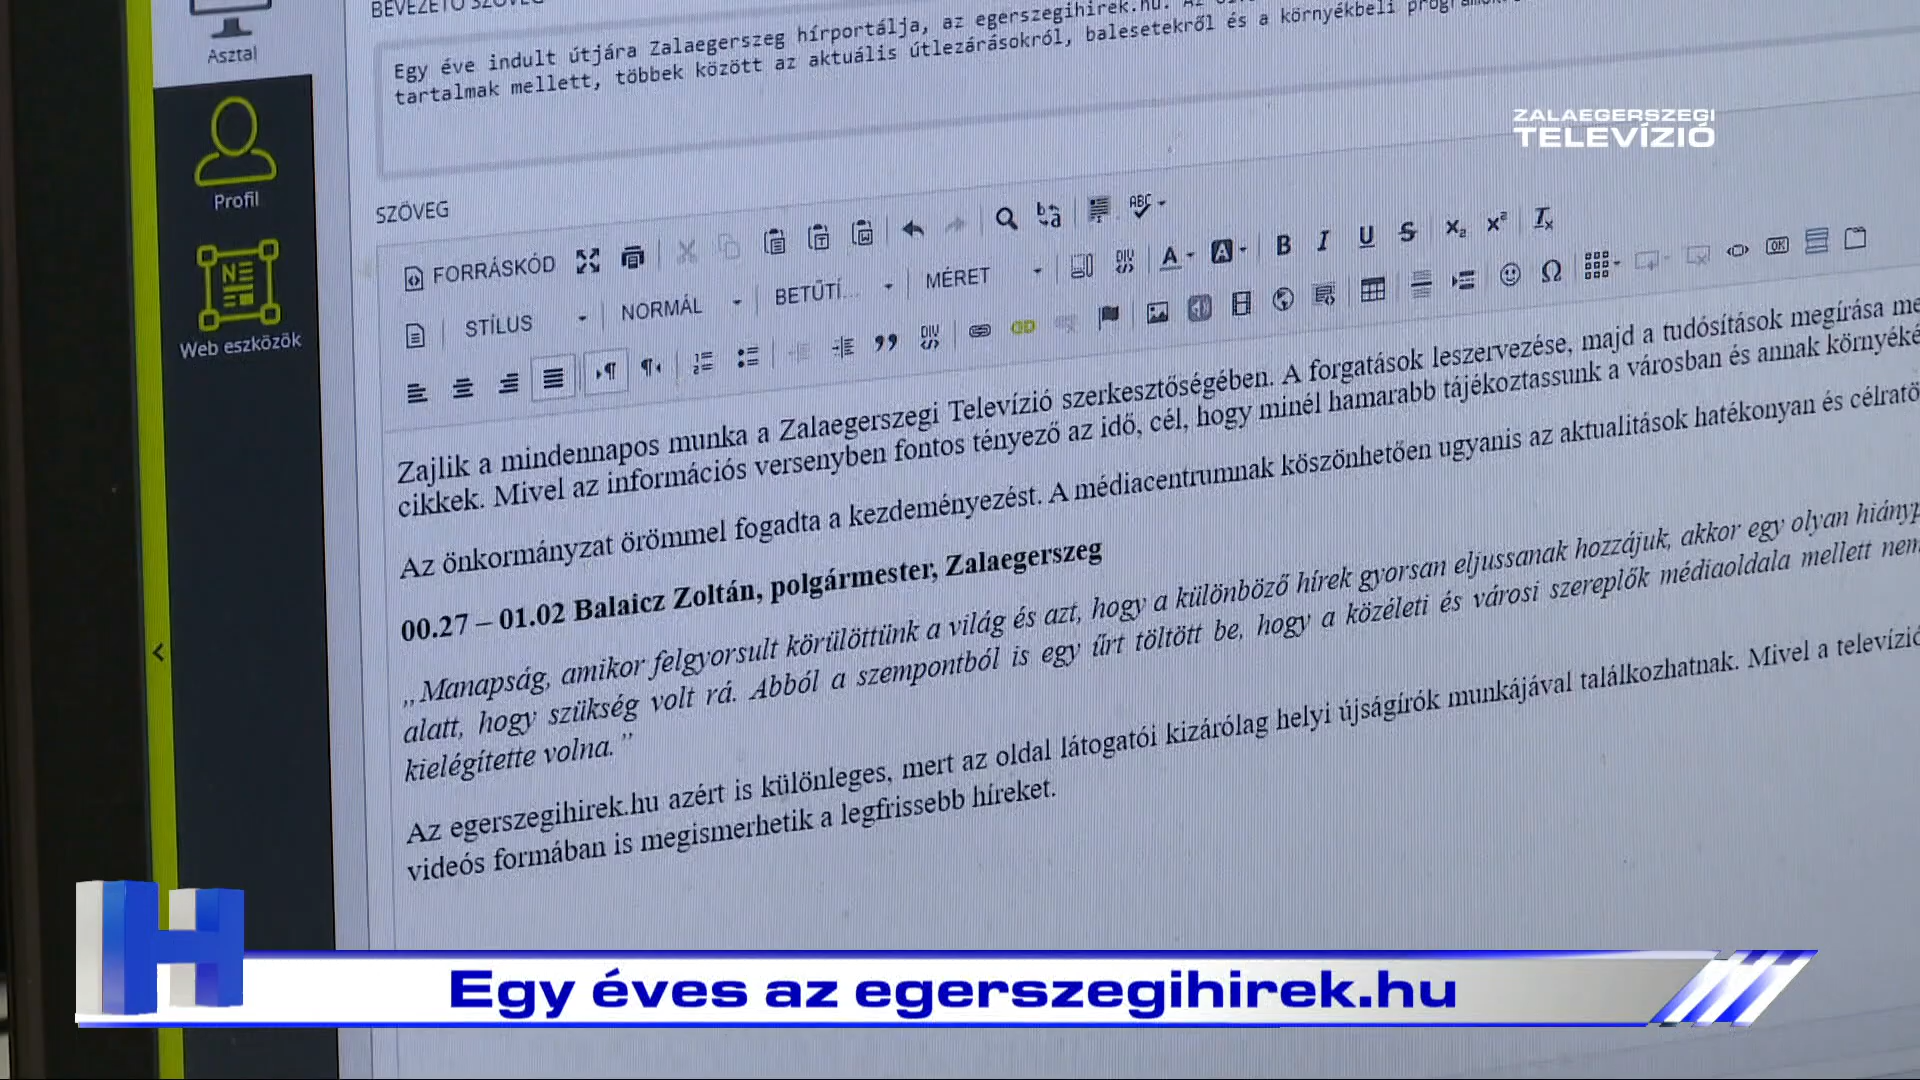 BEVEZETŐ SZÖVEG
Egy éve indult útjára Zalaegerszeg hírportálja, az egerszegihirek.hu. Az
tartalmak mellett, többek között az aktuális útlezárásokról, balesetekről és a környékbeli
ZALAEGERSZEGI
TELEVÍZIÓ
Asztal
Profil
Web eszközök
SZÖVEG
FORRÁSKÓD
STÍLUS NORMÁL BETŰTÍ... MÉRET
Zajlik a mindennapos munka a Zalaegerszegi Televízió szerkesztőségében. A forgatások leszervezése, majd a tudósítások megírása
cikkek. Mivel az információs versenyben fontos tényező az idő, cél, hogy minél hamarabb tájékoztassunk a városban és annak
Az önkormányzat örömmel fogadta a kezdeményezést. A médiacentrumnak köszönhetően ugyanis az aktualitások hatékonyan és
00.27 – 01.02 Balaicz Zoltán, polgármester, Zalaegerszeg
„Manapság, amikor felgyorsult körülöttünk a világ és azt, hogy a különböző hírek gyorsan eljussanak hozzájuk, akkor egy olyan
alatt, hogy szükség volt rá. Abból a szempontból is egy űrt töltött be, hogy a közéleti és városi szereplők médiaoldala mellett nem
kielégítette volna.”
Az egerszegihirek.hu azért is különleges, mert az oldal látogatói kizárólag helyi újságírók munkájával találkozhatnak. Mivel a
videós formában is megismerhetik a legfrissebb híreket.
H
Egy éves az egerszegihirek.hu